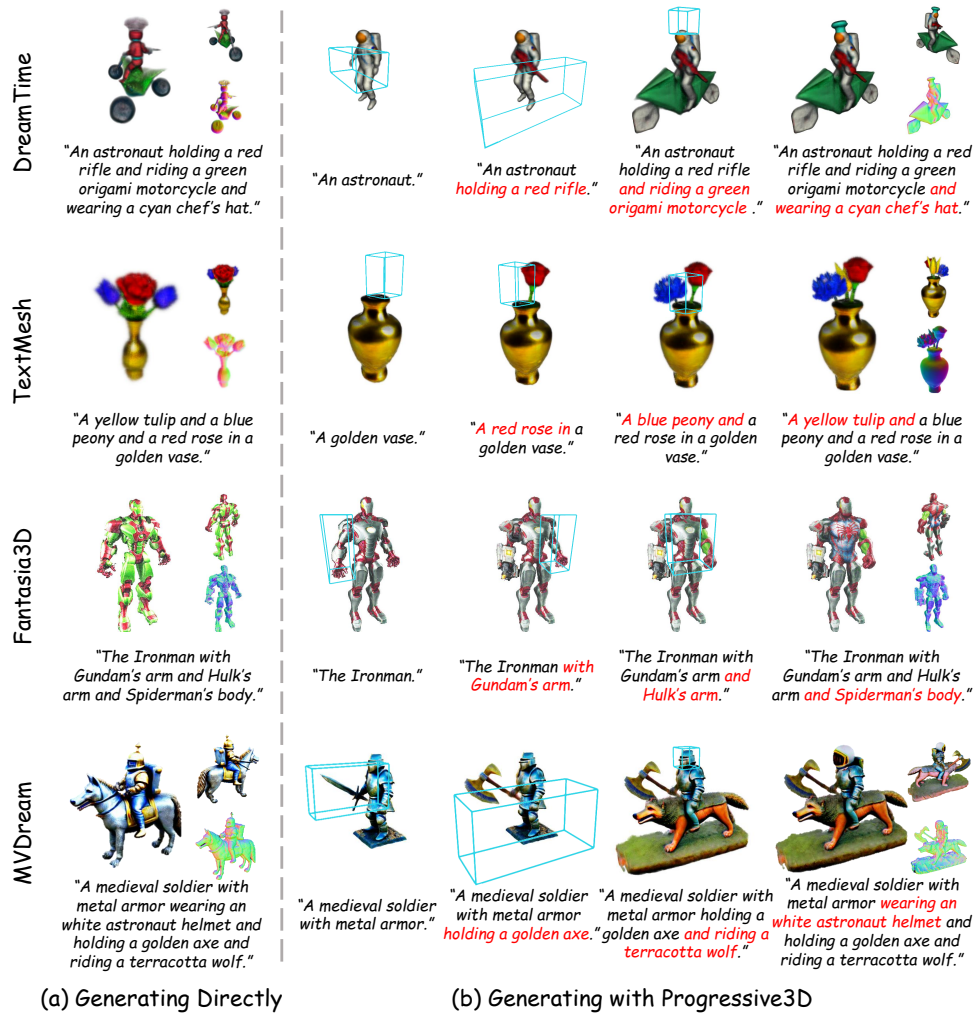 DreamTime
"An astronaut holding a red
rifle and riding a green
origami motorcycle and
wearing a cyan chef's hat."
"An astronaut."
"An astronaut
holding a red rifle."
"An astronaut
holding a red rifle
and riding a green
origami motorcycle ."
"An astronaut holding a red
rifle and riding a green
origami motorcycle and
wearing a cyan chef's hat."
TextMesh
"A yellow tulip and a blue
peony and a red rose in a
golden vase."
"A golden vase."
"A red rose in a
golden vase."
"A blue peony and a
red rose in a golden
vase."
"A yellow tulip and a blue
peony and a red rose in a
golden vase."
Fantasia3D
"The Ironman with
Gundam's arm and Hulk's
arm and Spiderman's body."
"The Ironman."
"The Ironman with
Gundam's arm."
"The Ironman with
Gundam's arm and
Hulk's arm."
"The Ironman with
Gundam's arm and Hulk's
arm and Spiderman's body."
MVDream
"A medieval soldier with
metal armor wearing an
white astronaut helmet and
holding a golden axe and
riding a terracotta wolf."
"A medieval soldier
with metal armor."
"A medieval soldier
with metal armor
holding a golden axe."
"A medieval soldier with
metal armor holding a
golden axe and riding a
terracotta wolf."
"A medieval soldier with
metal armor wearing an
white astronaut helmet and
holding a golden axe and
riding a terracotta wolf."
(a) Generating Directly
(b) Generating with Progressive3D